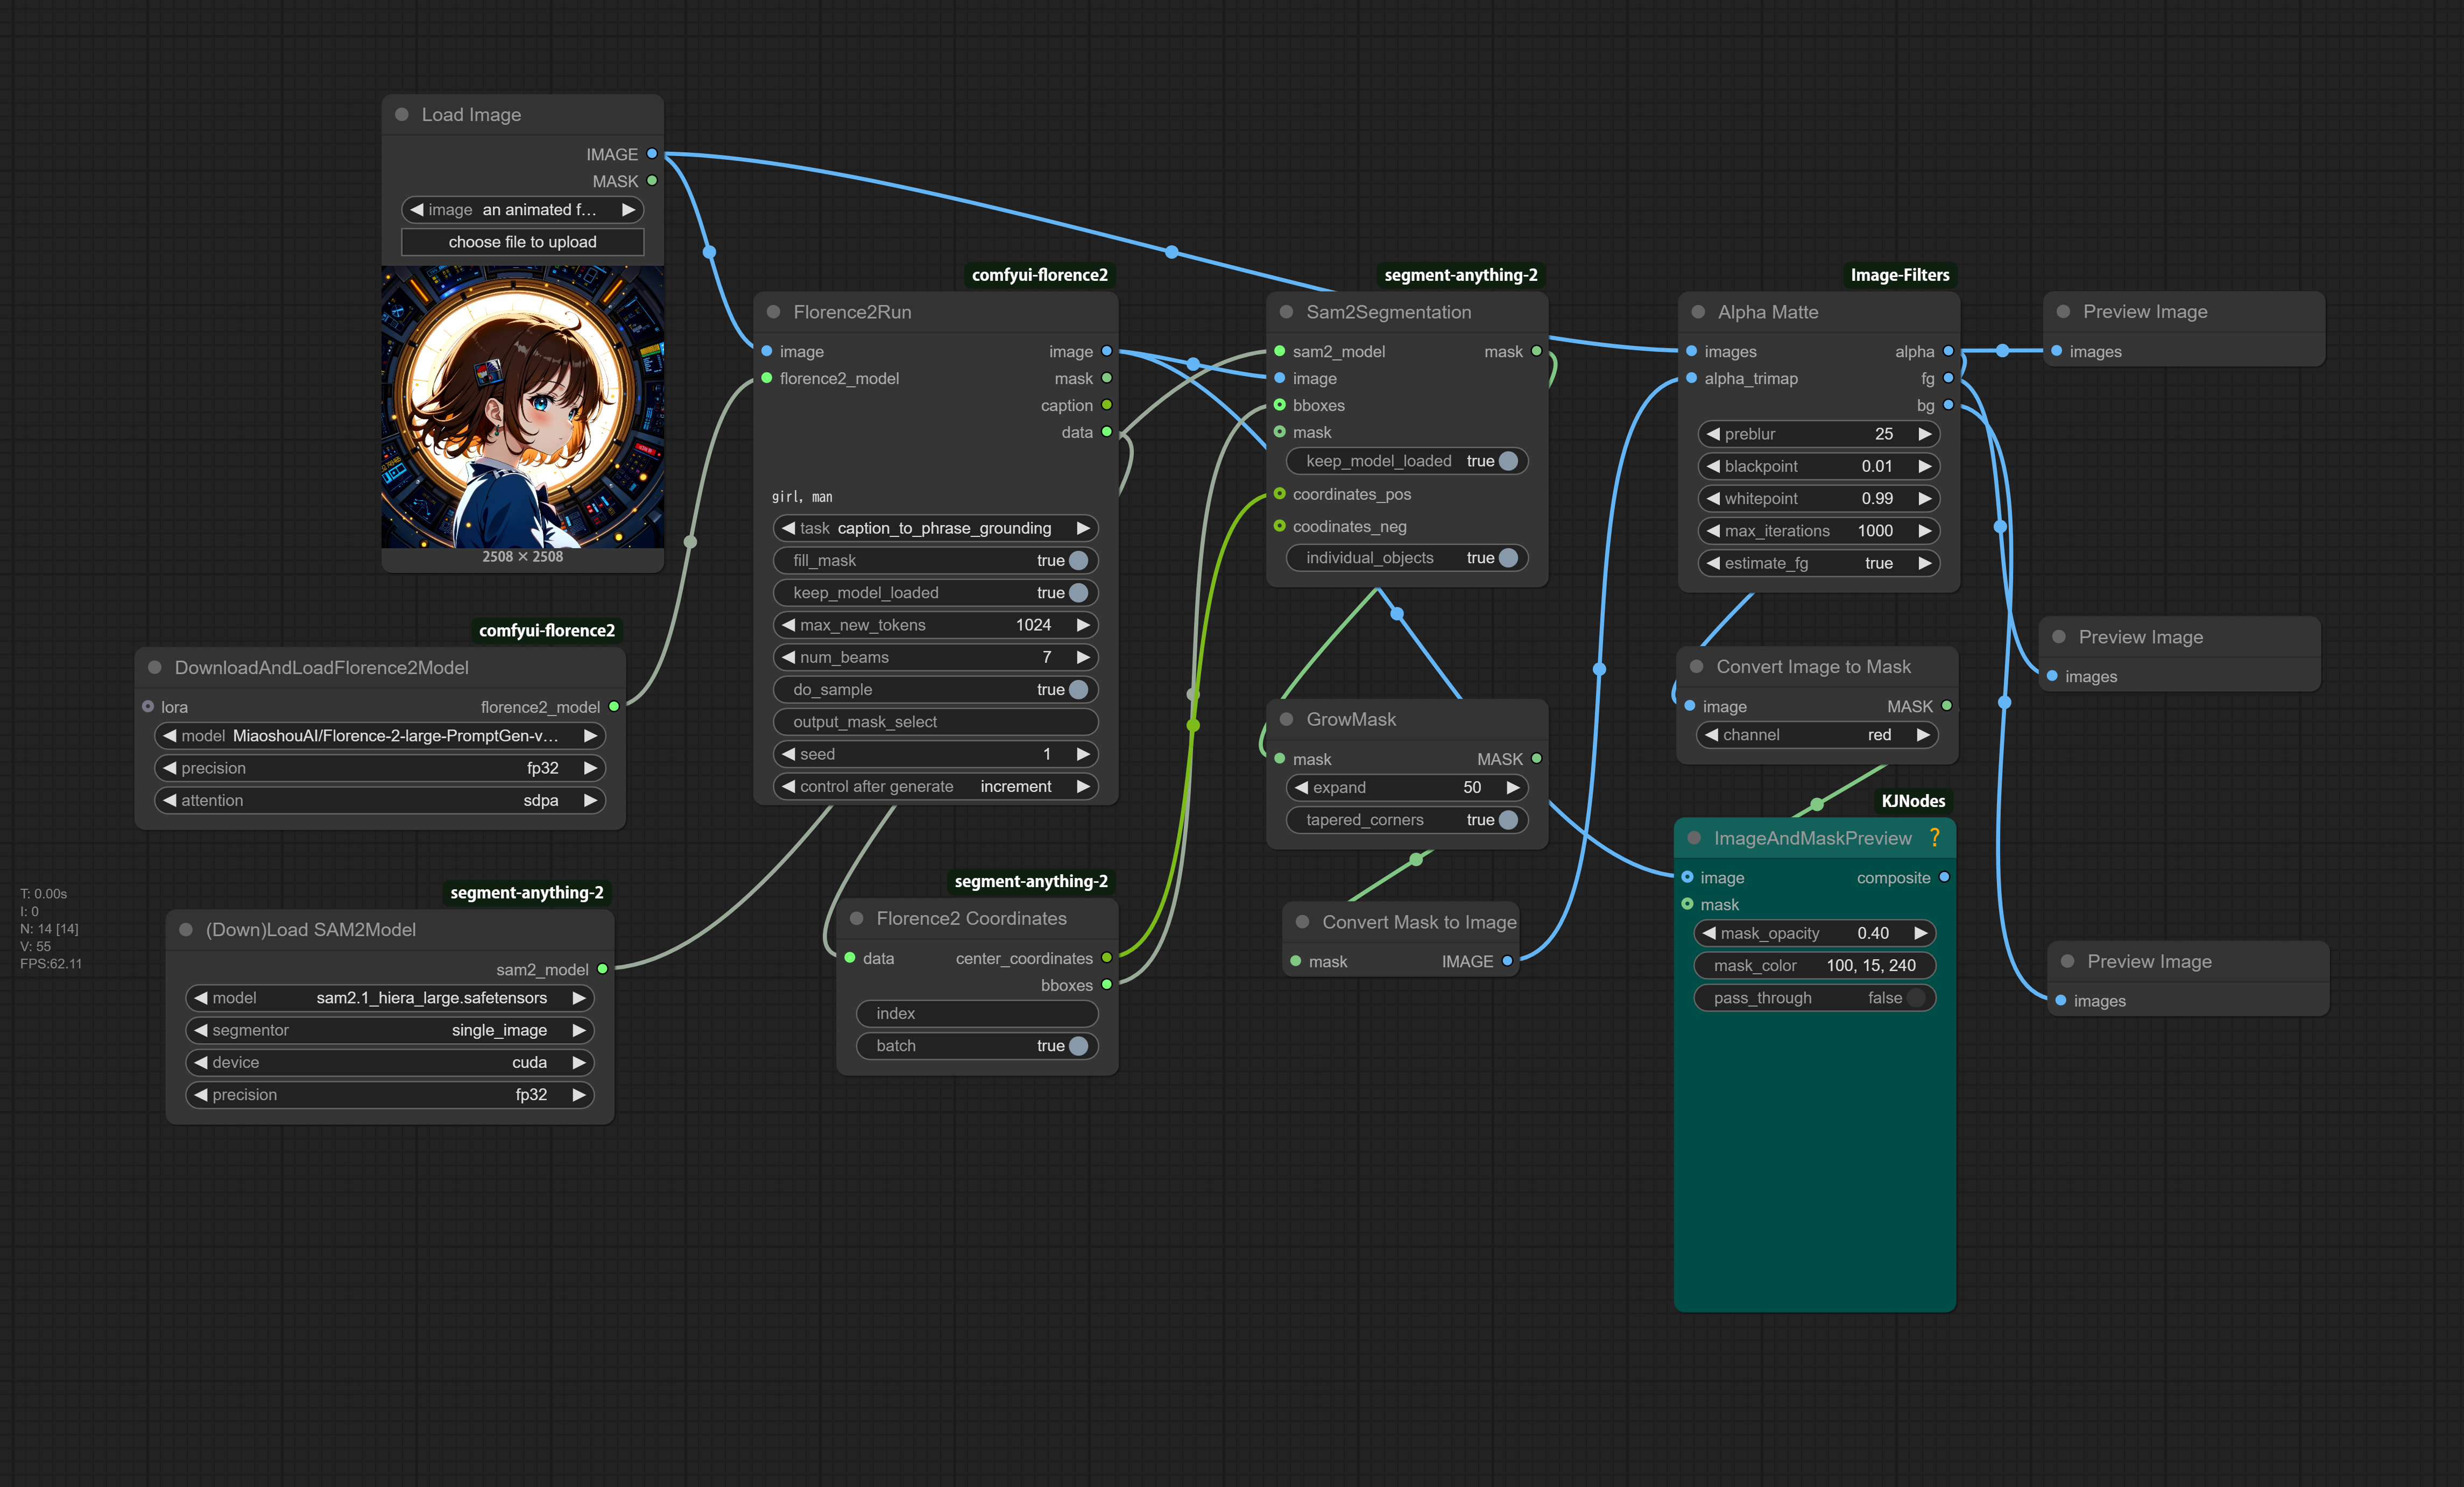 Load Image
IMAGE
MASK
image an animated f...
choose file to upload
2508 × 2508
comfyui-florence2
DownloadAndLoadFlorence2Model
lora florence2_model
model MiaoshouAI/Florence-2-large-PromptGen-v...
precision fp32
attention sdpa
segment-anything-2
(Down)Load SAM2Model
sam2_model
model sam2.1_hiera_large.safetensors
segmentor single_image
device cuda
precision fp32
T: 0.00s
I: 0
N: 14 [14]
V: 55
FPS:62.11
comfyui-florence2
Florence2Run
image image
florence2_model mask
caption
data
girl, man
task caption_to_phrase_grounding
fill_mask true
keep_model_loaded true
max_new_tokens 1024
num_beams 7
do_sample true
output_mask_select
seed 1
control after generate increment
segment-anything-2
Florence2 Coordinates
data center_coordinates
bboxes
index
batch true
segment-anything-2
Sam2Segmentation
sam2_model mask
image
bboxes
mask
keep_model_loaded true
coordinates_pos
coodinates_neg
individual_objects true
GrowMask
mask MASK
expand 50
tapered_corners true
Convert Mask to Image
mask IMAGE
Image-Filters
Alpha Matte
images alpha
alpha_trimap fg
bg
preblur 25
blackpoint 0.01
whitepoint 0.99
max_iterations 1000
estimate_fg true
Convert Image to Mask
image MASK
channel red
KJNodes
ImageAndMaskPreview ?
image composite
mask
mask_opacity 0.40
mask_color 100, 15, 240
pass_through false
Preview Image
images
Preview Image
images
Preview Image
images